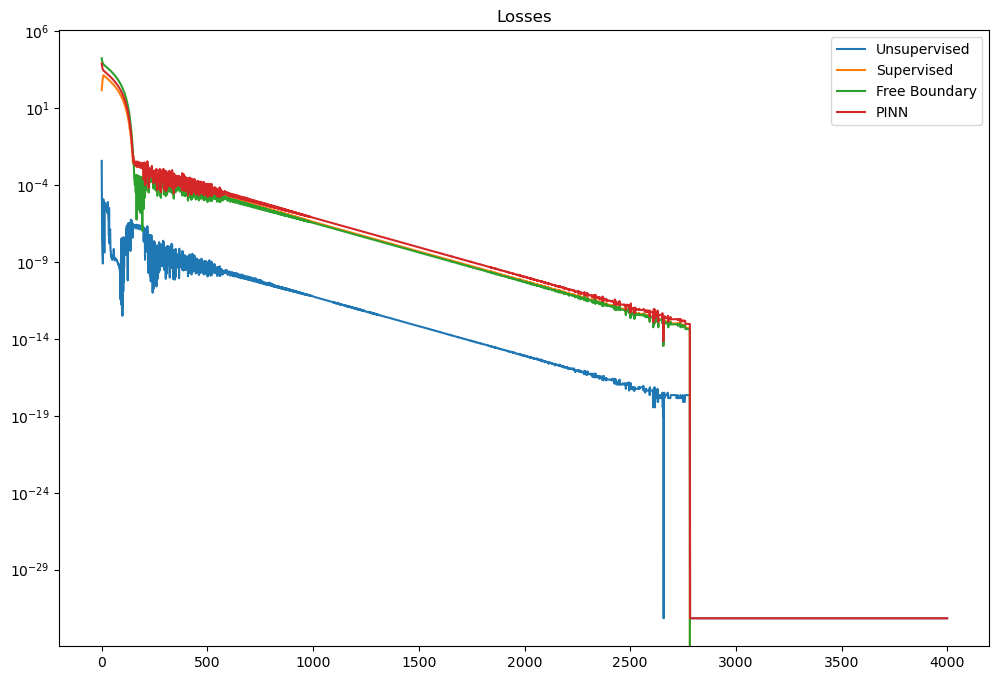 Losses
Unsupervised
Supervised
Free Boundary
PINN
10^6
10^1
10^-4
10^-9
10^-14
10^-19
10^-24
10^-29
0 500 1000 1500 2000 2500 3000 3500 4000